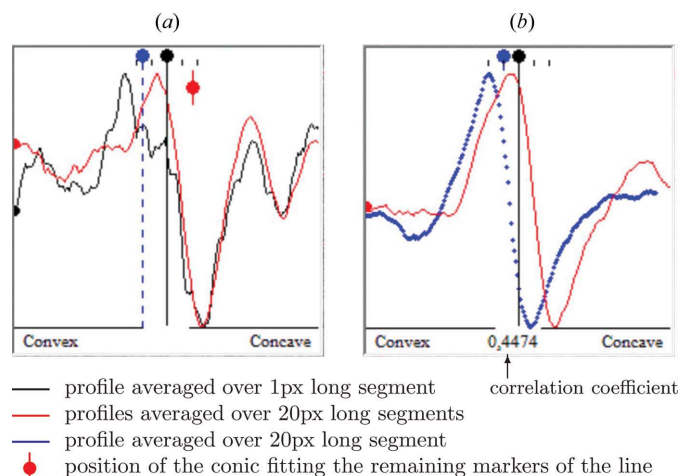 (a) (b)
Convex Concave Convex 0,4474 Concave
correlation coefficient
profile averaged over 1px long segment
profiles averaged over 20px long segments
profile averaged over 20px long segment
position of the conic fitting the remaining markers of the line